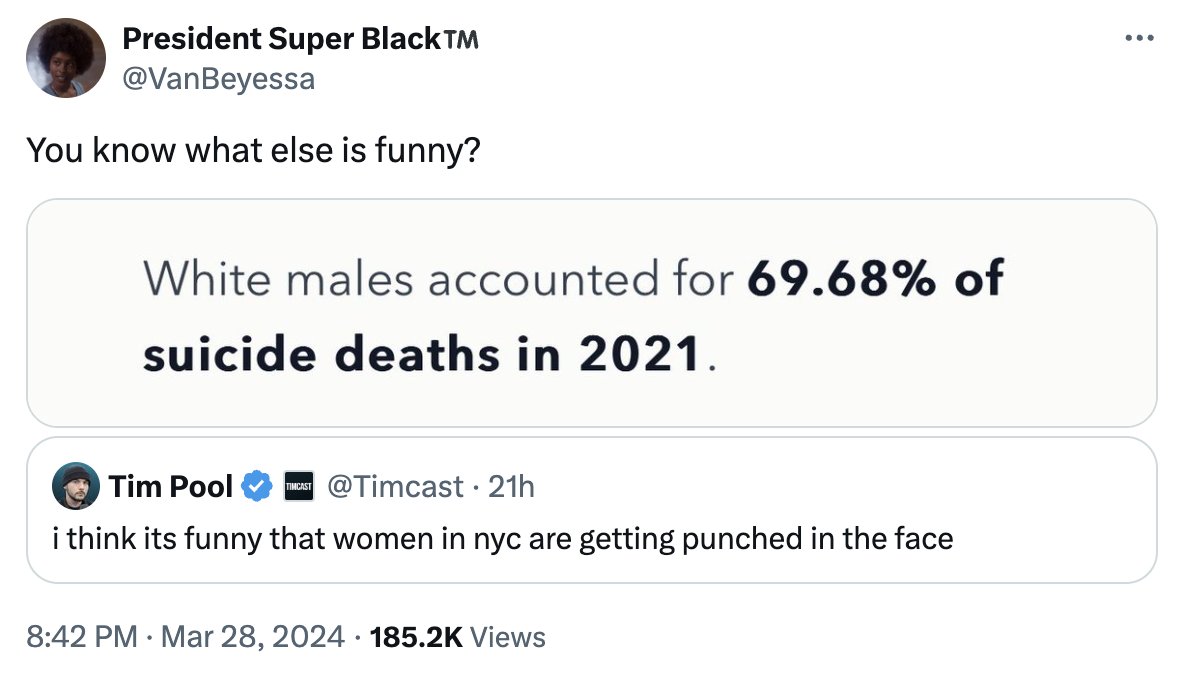 President Super Black™
@VanBeyessa
You know what else is funny?
White males accounted for 69.68% of
suicide deaths in 2021.
Tim Pool TIMCAST @Timcast · 21h
i think its funny that women in nyc are getting punched in the face
8:42 PM · Mar 28, 2024 · 185.2K Views